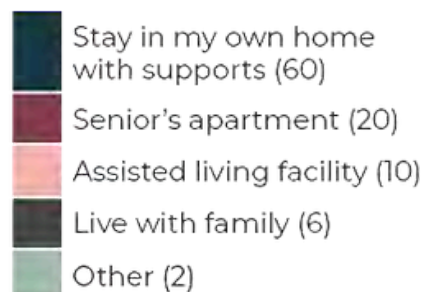 Stay in my own home
with supports (60)
Senior's apartment (20)
Assisted living facility (10)
Live with family (6)
Other (2)